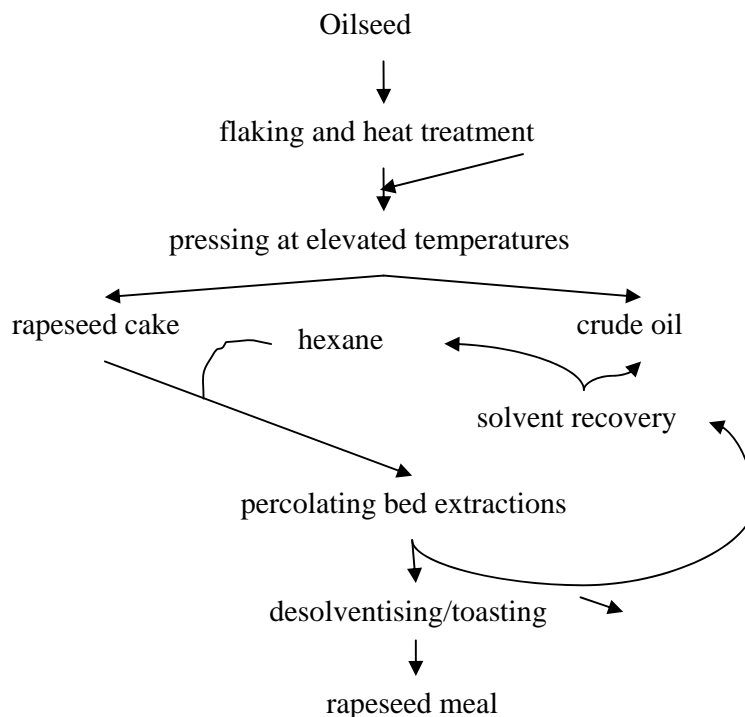 Oilseed
flaking and heat treatment
pressing at elevated temperatures
rapeseed cake
hexane
crude oil
solvent recovery
percolating bed extractions
desolventising/toasting
rapeseed meal